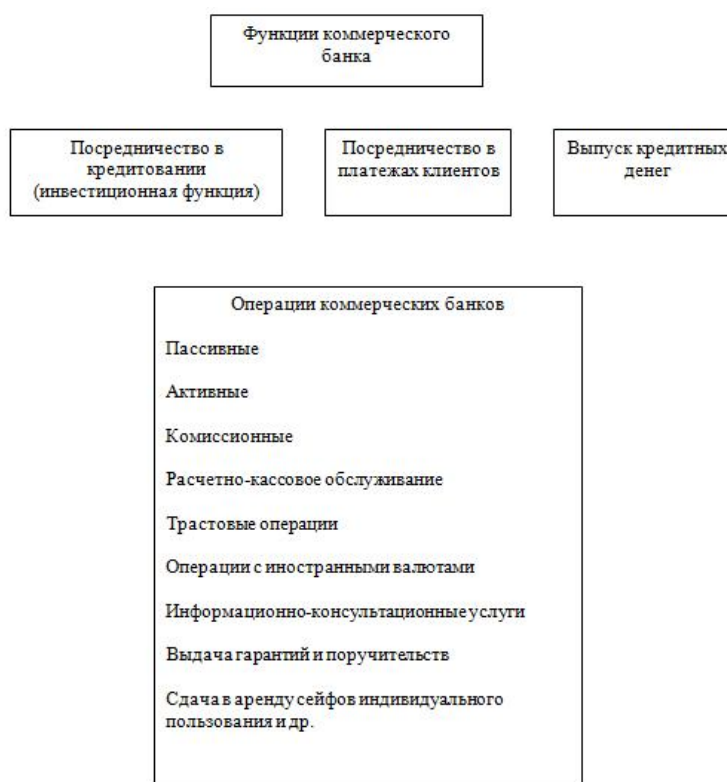 Функции коммерческого
банка
Посредничество в
кредитовании
(инвестиционная функция)
Посредничество в
платежах клиентов
Выпуск кредитных
денег
Операции коммерческих банков
Пассивные
Активные
Комиссионные
Расчетно-кассовое обслуживание
Трастовые операции
Операции с иностранными валютами
Информационно-консультационные услуги
Выдача гарантий и поручительств
Сдача в аренду сейфов индивидуального
пользования и др.